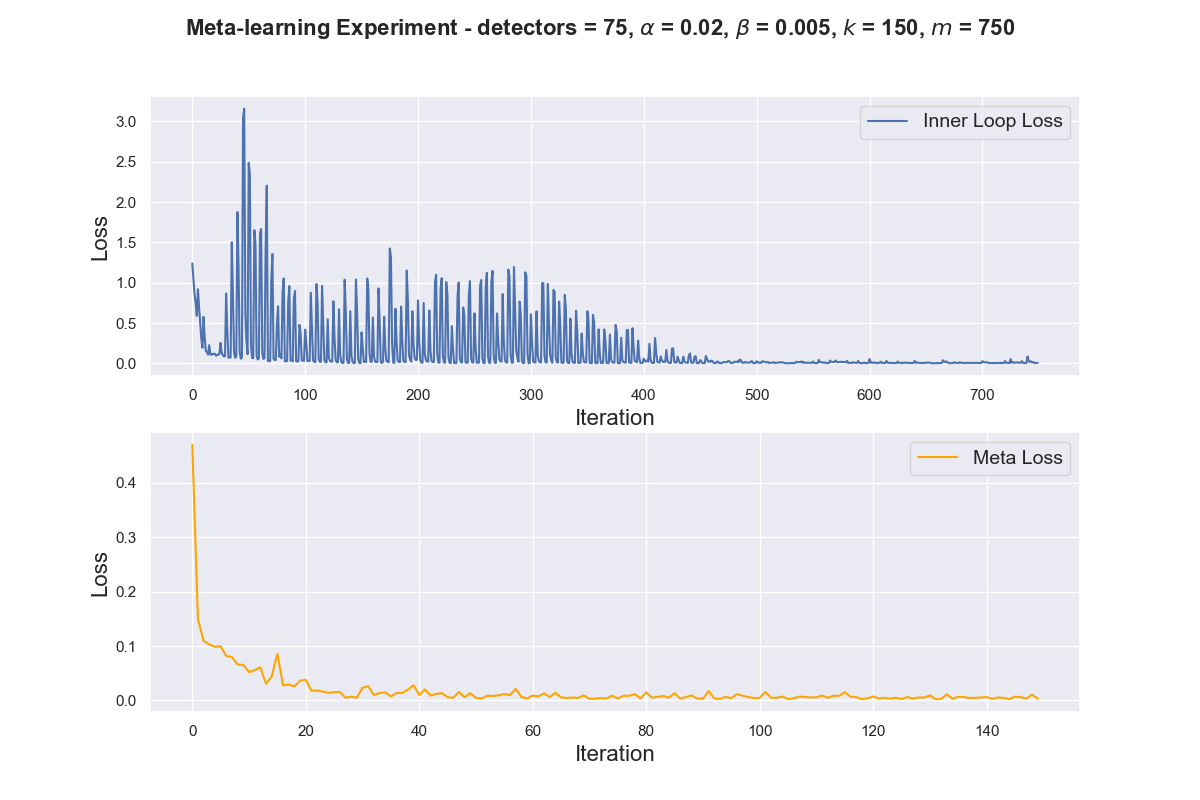 Meta-learning Experiment - detectors = 75, α = 0.02, β = 0.005, k = 150, m = 750
Inner Loop Loss
3.0
2.5
2.0
1.5
1.0
0.5
0.0
Loss
0 100 200 300 400 500 600 700
Iteration
Meta Loss
0.4
0.3
0.2
0.1
0.0
Loss
0 20 40 60 80 100 120 140
Iteration